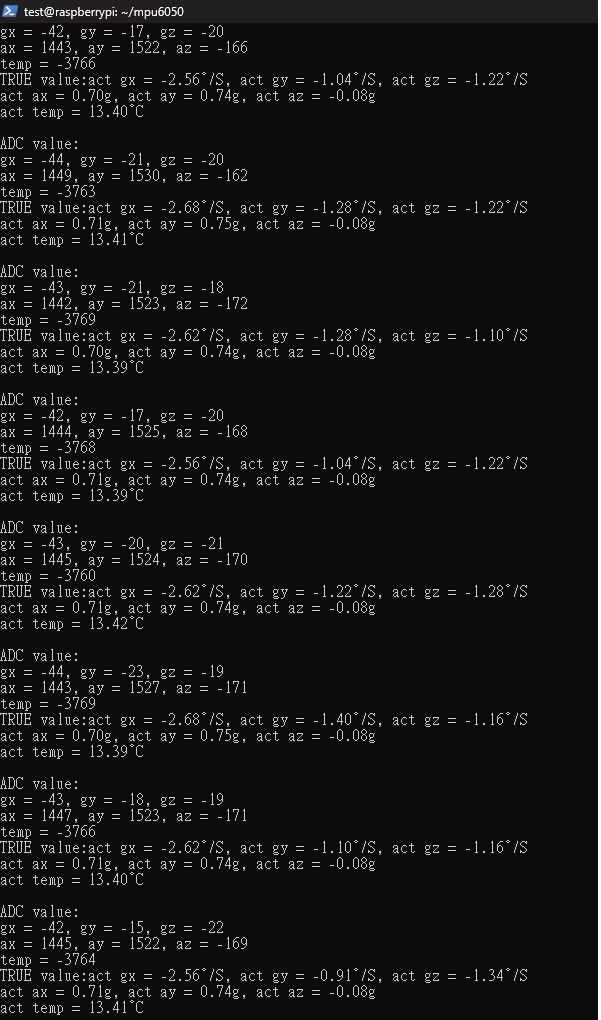 test@raspberrypi: ~/mpu6050
gx = -42, gy = -17, gz = -20
ax = 1443, ay = 1522, az = -166
temp = -3766
TRUE value:act gx = -2.56°/S, act gy = -1.04°/S, act gz = -1.22°/S
act ax = 0.70g, act ay = 0.74g, act az = -0.08g
act temp = 13.40°C

ADC value:
gx = -44, gy = -21, gz = -20
ax = 1449, ay = 1530, az = -162
temp = -3763
TRUE value:act gx = -2.68°/S, act gy = -1.28°/S, act gz = -1.22°/S
act ax = 0.71g, act ay = 0.75g, act az = -0.08g
act temp = 13.41°C

ADC value:
gx = -43, gy = -21, gz = -18
ax = 1442, ay = 1523, az = -172
temp = -3769
TRUE value:act gx = -2.62°/S, act gy = -1.28°/S, act gz = -1.10°/S
act ax = 0.70g, act ay = 0.74g, act az = -0.08g
act temp = 13.39°C

ADC value:
gx = -42, gy = -17, gz = -20
ax = 1444, ay = 1525, az = -168
temp = -3768
TRUE value:act gx = -2.56°/S, act gy = -1.04°/S, act gz = -1.22°/S
act ax = 0.71g, act ay = 0.74g, act az = -0.08g
act temp = 13.39°C

ADC value:
gx = -43, gy = -20, gz = -21
ax = 1445, ay = 1524, az = -170
temp = -3760
TRUE value:act gx = -2.62°/S, act gy = -1.22°/S, act gz = -1.28°/S
act ax = 0.71g, act ay = 0.74g, act az = -0.08g
act temp = 13.42°C

ADC value:
gx = -44, gy = -23, gz = -19
ax = 1443, ay = 1527, az = -171
temp = -3769
TRUE value:act gx = -2.68°/S, act gy = -1.40°/S, act gz = -1.16°/S
act ax = 0.70g, act ay = 0.75g, act az = -0.08g
act temp = 13.39°C

ADC value:
gx = -43, gy = -18, gz = -19
ax = 1447, ay = 1523, az = -171
temp = -3766
TRUE value:act gx = -2.62°/S, act gy = -1.10°/S, act gz = -1.16°/S
act ax = 0.71g, act ay = 0.74g, act az = -0.08g
act temp = 13.40°C

ADC value:
gx = -42, gy = -15, gz = -22
ax = 1445, ay = 1522, az = -169
temp = -3764
TRUE value:act gx = -2.56°/S, act gy = -0.91°/S, act gz = -1.34°/S
act ax = 0.71g, act ay = 0.74g, act az = -0.08g
act temp = 13.41°C